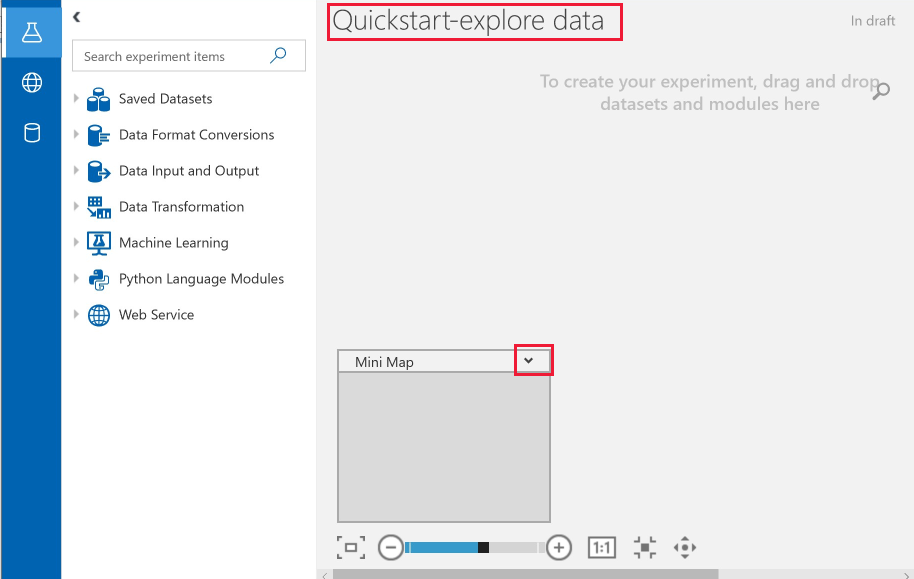 Search experiment items
Saved Datasets
Data Format Conversions
Data Input and Output
Data Transformation
Machine Learning
Python Language Modules
Web Service
Quickstart-explore data
In draft
To create your experiment, drag and drop
datasets and modules here
Mini Map
1:1